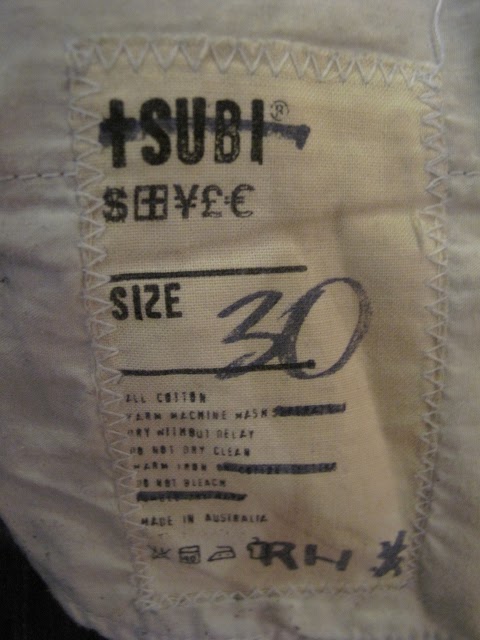 tSUBI®
$⊞¥£€
SIZE 30
ALL COTTON
WARM MACHINE WASH
DRY WITHOUT DELAY
DO NOT DRY CLEAN
WARM IRON
DO NOT BLEACH
MADE IN AUSTRALIA
RH